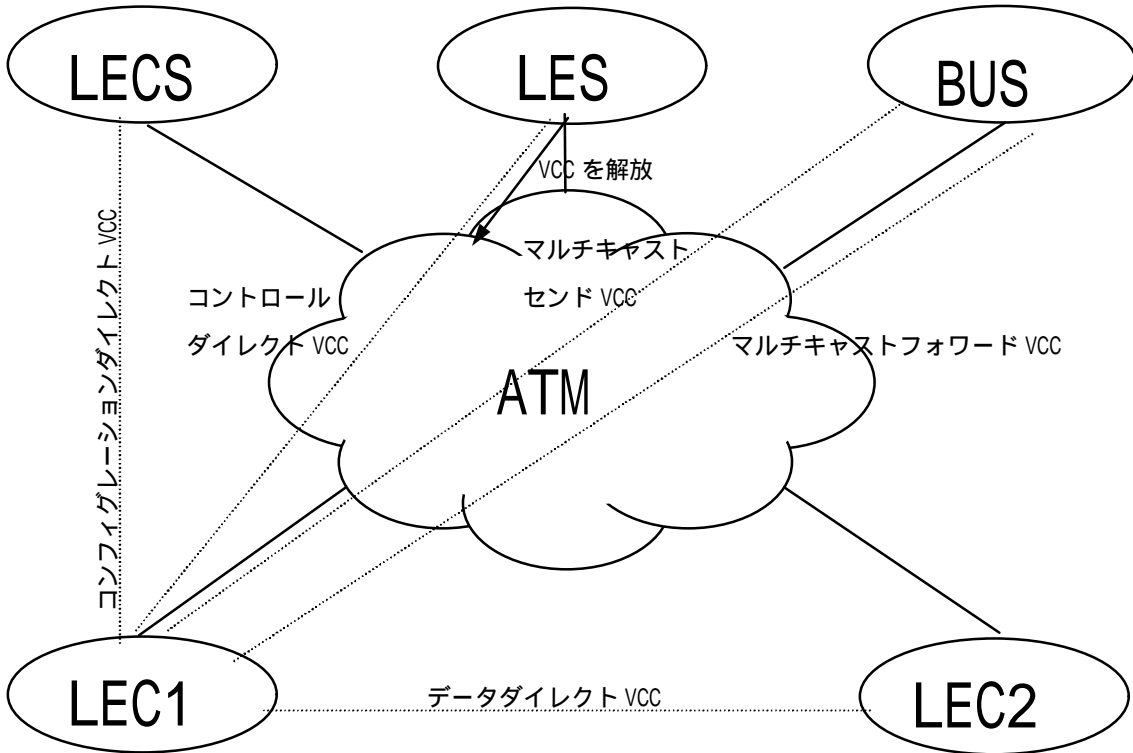 LECS
LES
BUS
VCC を解放
マルチキャスト
センド VCC
コントロール
ダイレクト VCC
マルチキャストフォワード VCC
コンフィグレーションダイレクト VCC
ATM
LEC1
データダイレクト VCC
LEC2